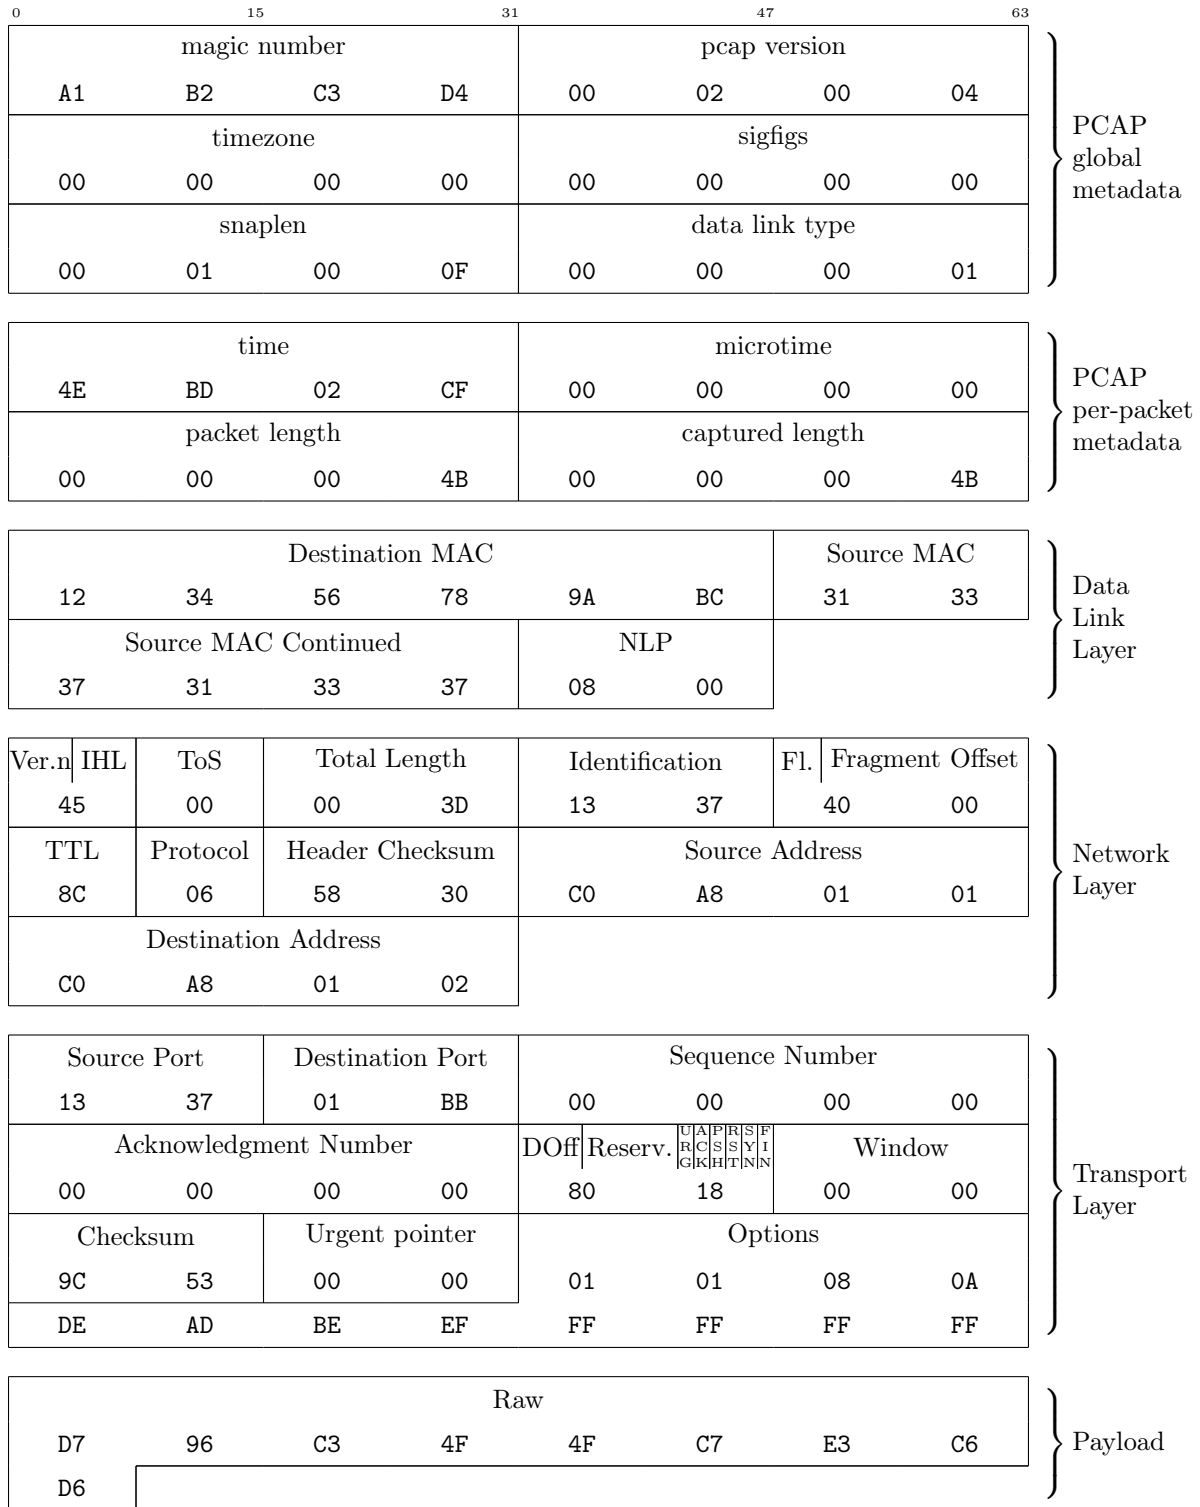 0 15 31 47 63
magic number pcap version
A1 B2 C3 D4 00 02 00 04
timezone sigfigs
00 00 00 00 00 00 00 00
snaplen data link type
00 01 00 0F 00 00 00 01
PCAP
global
metadata
time microtime
4E BD 02 CF 00 00 00 00
packet length captured length
00 00 00 4B 00 00 00 4B
PCAP
per-packet
metadata
Destination MAC Source MAC
12 34 56 78 9A BC 31 33
Source MAC Continued NLP
37 31 33 37 08 00
Data
Link
Layer
Ver.n IHL ToS Total Length Identification Fl. Fragment Offset
45 00 00 3D 13 37 40 00
TTL Protocol Header Checksum Source Address
8C 06 58 30 C0 A8 01 01
Destination Address
C0 A8 01 02
Network
Layer
Source Port Destination Port Sequence Number
13 37 01 BB 00 00 00 00
Acknowledgment Number DOff Reserv. URG ACK PSH RST SYN FIN Window
00 00 00 00 80 18 00 00
Checksum Urgent pointer Options
9C 53 00 00 01 01 08 0A
DE AD BE EF FF FF FF FF
Transport
Layer
Raw
D7 96 C3 4F 4F C7 E3 C6
D6
Payload